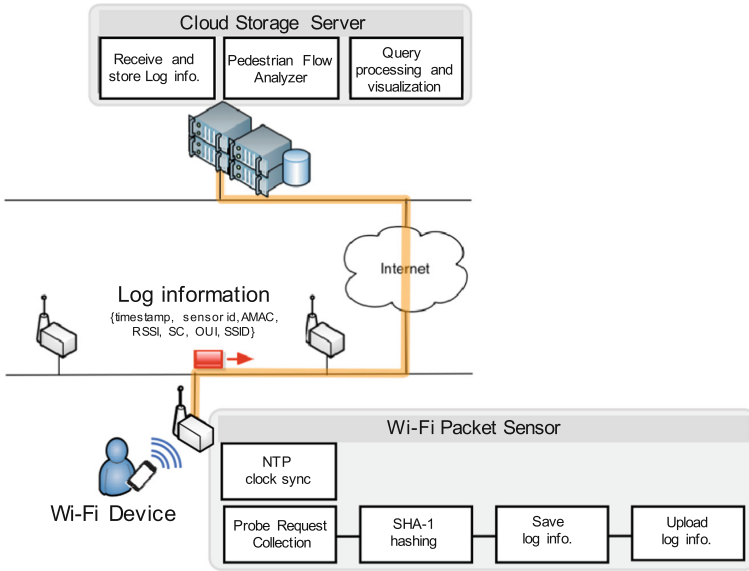 Cloud Storage Server
Receive and
store Log info.
Pedestrian Flow
Analyzer
Query
processing and
visualization
Internet
Log information
{timestamp, sensor id, AMAC,
RSSI, SC, OUI, SSID}
Wi-Fi Device
Wi-Fi Packet Sensor
NTP
clock sync
Probe Request
Collection
SHA-1
hashing
Save
log info.
Upload
log info.